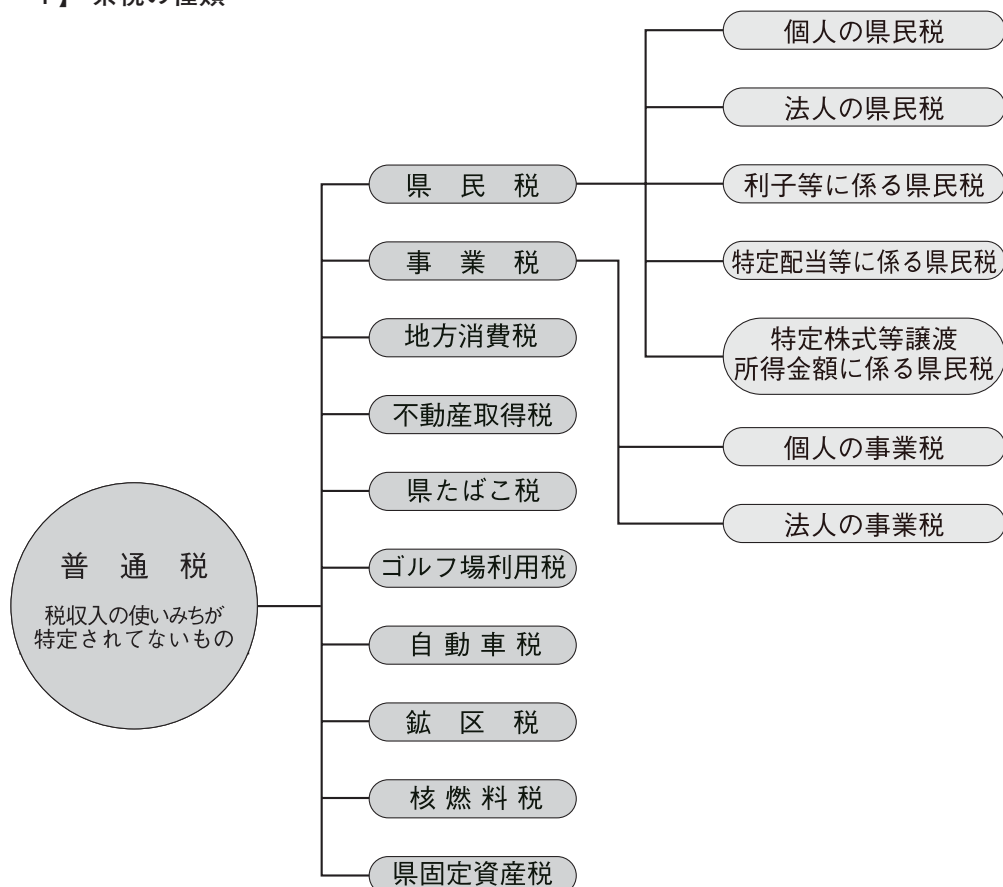 個人の県民税
法人の県民税
県民税
利子等に係る県民税
事業税
特定配当等に係る県民税
地方消費税
特定株式等譲渡
所得金額に係る県民税
不動産取得税
個人の事業税
県たばこ税
法人の事業税
普通税
税収入の使いみちが
特定されてないもの
ゴルフ場利用税
自動車税
鉱区税
核燃料税
県固定資産税